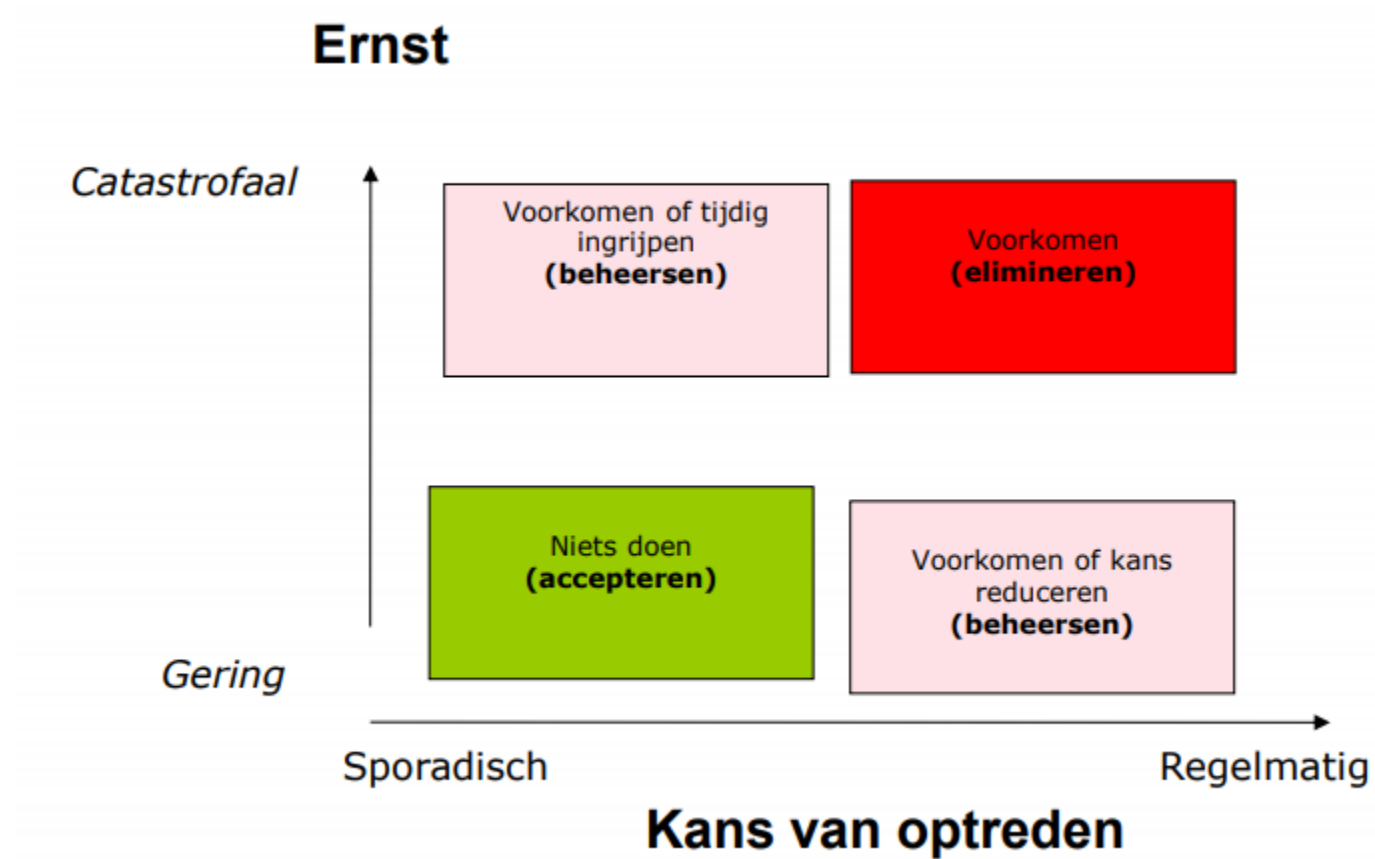 Ernst
Catastrofaal
Voorkomen of tijdig
ingrijpen
(beheersen)
Voorkomen
(elimineren)
Niets doen
(accepteren)
Voorkomen of kans
reduceren
(beheersen)
Gering
Sporadisch
Regelmatig
Kans van optreden